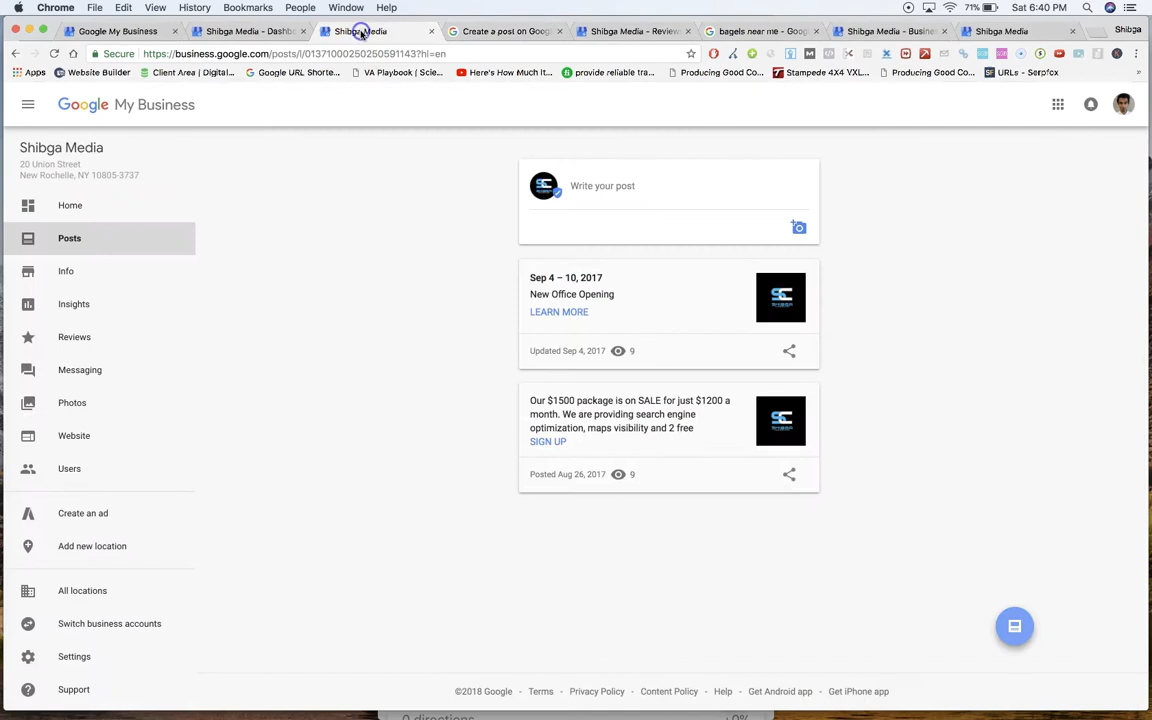 Chrome File Edit View History Bookmarks People Window Help 71% Sat 6:40 PM
Google My Business Shibga Media - Dashbo Shibga Media Create a post on Goog Shibga Media - Review bagels near me - Goog Shibga Media - Busine Shibga Media Shibga
Secure https://business.google.com/posts/l/01371000250250591143?hl=en
Apps Website Builder Client Area | Digital... Google URL Shorte... VA Playbook | Scie... Here's How Much It... provide reliable tra... Producing Good Co... Stampede 4X4 VXL... Producing Good Co... URLs - Serpfox »
Google My Business
Shibga Media
20 Union Street
New Rochelle, NY 10805-3737
Home
Posts
Info
Insights
Reviews
Messaging
Photos
Website
Users
Create an ad
Add new location
All locations
Switch business accounts
Settings
Support
Write your post
Sep 4 – 10, 2017
New Office Opening
LEARN MORE
Updated Sep 4, 2017 9
Our $1500 package is on SALE for just $1200 a
month. We are providing search engine
optimization, maps visibility and 2 free
SIGN UP
Posted Aug 26, 2017 9
©2018 Google - Terms - Privacy Policy - Content Policy - Help - Get Android app - Get iPhone app